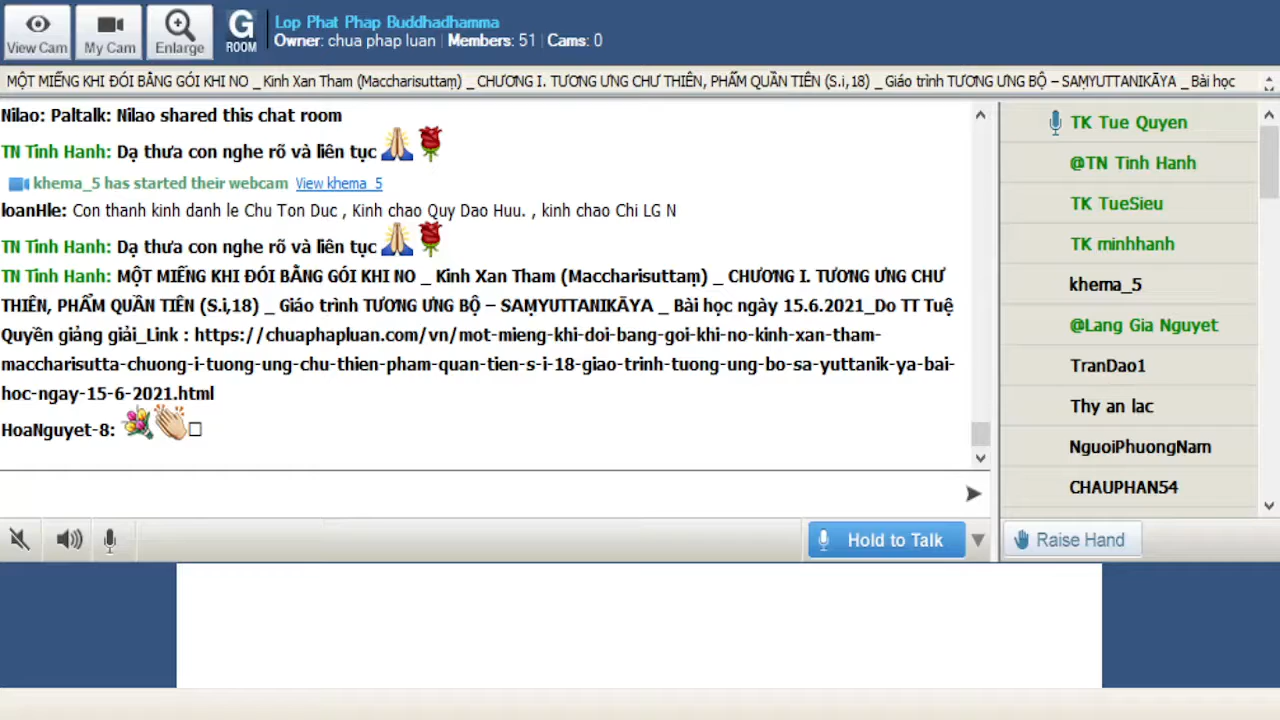 View Cam
My Cam
Enlarge
G
ROOM
Lop Phat Phap Buddhadhamma
Owner: chua phap luan | Members: 51 | Cams: 0
MỘT MIẾNG KHI ĐÓI BẰNG GÓI KHI NO _ Kinh Xan Tham (Maccharisuttaṃ) _ CHƯƠNG I. TƯƠNG ƯNG CHƯ THIÊN, PHẨM QUẦN TIÊN (S.i,18) _ Giáo trình TƯƠNG ƯNG BỘ – SAṂYUTTANIKĀYA _ Bài học
Nilao: Paltalk: Nilao shared this chat room
TN Tinh Hanh: Dạ thưa con nghe rõ và liên tục 🙏🌹
khema_5 has started their webcam View khema_5
loanHle: Con thanh kinh danh le Chu Ton Duc , Kinh chao Quy Dao Huu. , kinh chao Chi LG N
TN Tinh Hanh: Dạ thưa con nghe rõ và liên tục 🙏🌹
TN Tinh Hanh: MỘT MIẾNG KHI ĐÓI BẰNG GÓI KHI NO _ Kinh Xan Tham (Maccharisuttaṃ) _ CHƯƠNG I. TƯƠNG ƯNG CHƯ
THIÊN, PHẨM QUẦN TIÊN (S.i,18) _ Giáo trình TƯƠNG ƯNG BỘ – SAṂYUTTANIKĀYA _ Bài học ngày 15.6.2021_Do TT Tuệ
Quyền giảng giải_Link : https://chuaphapluan.com/vn/mot-mieng-khi-doi-bang-goi-khi-no-kinh-xan-tham-
maccharisutta-chuong-i-tuong-ung-chu-thien-pham-quan-tien-s-i-18-giao-trinh-tuong-ung-bo-sa-yuttanik-ya-bai-
hoc-ngay-15-6-2021.html
HoaNguyet-8: 💐👏□
Hold to Talk
TK Tue Quyen
@TN Tinh Hanh
TK TueSieu
TK minhhanh
khema_5
@Lang Gia Nguyet
TranDao1
Thy an lac
NguoiPhuongNam
CHAUPHAN54
Raise Hand